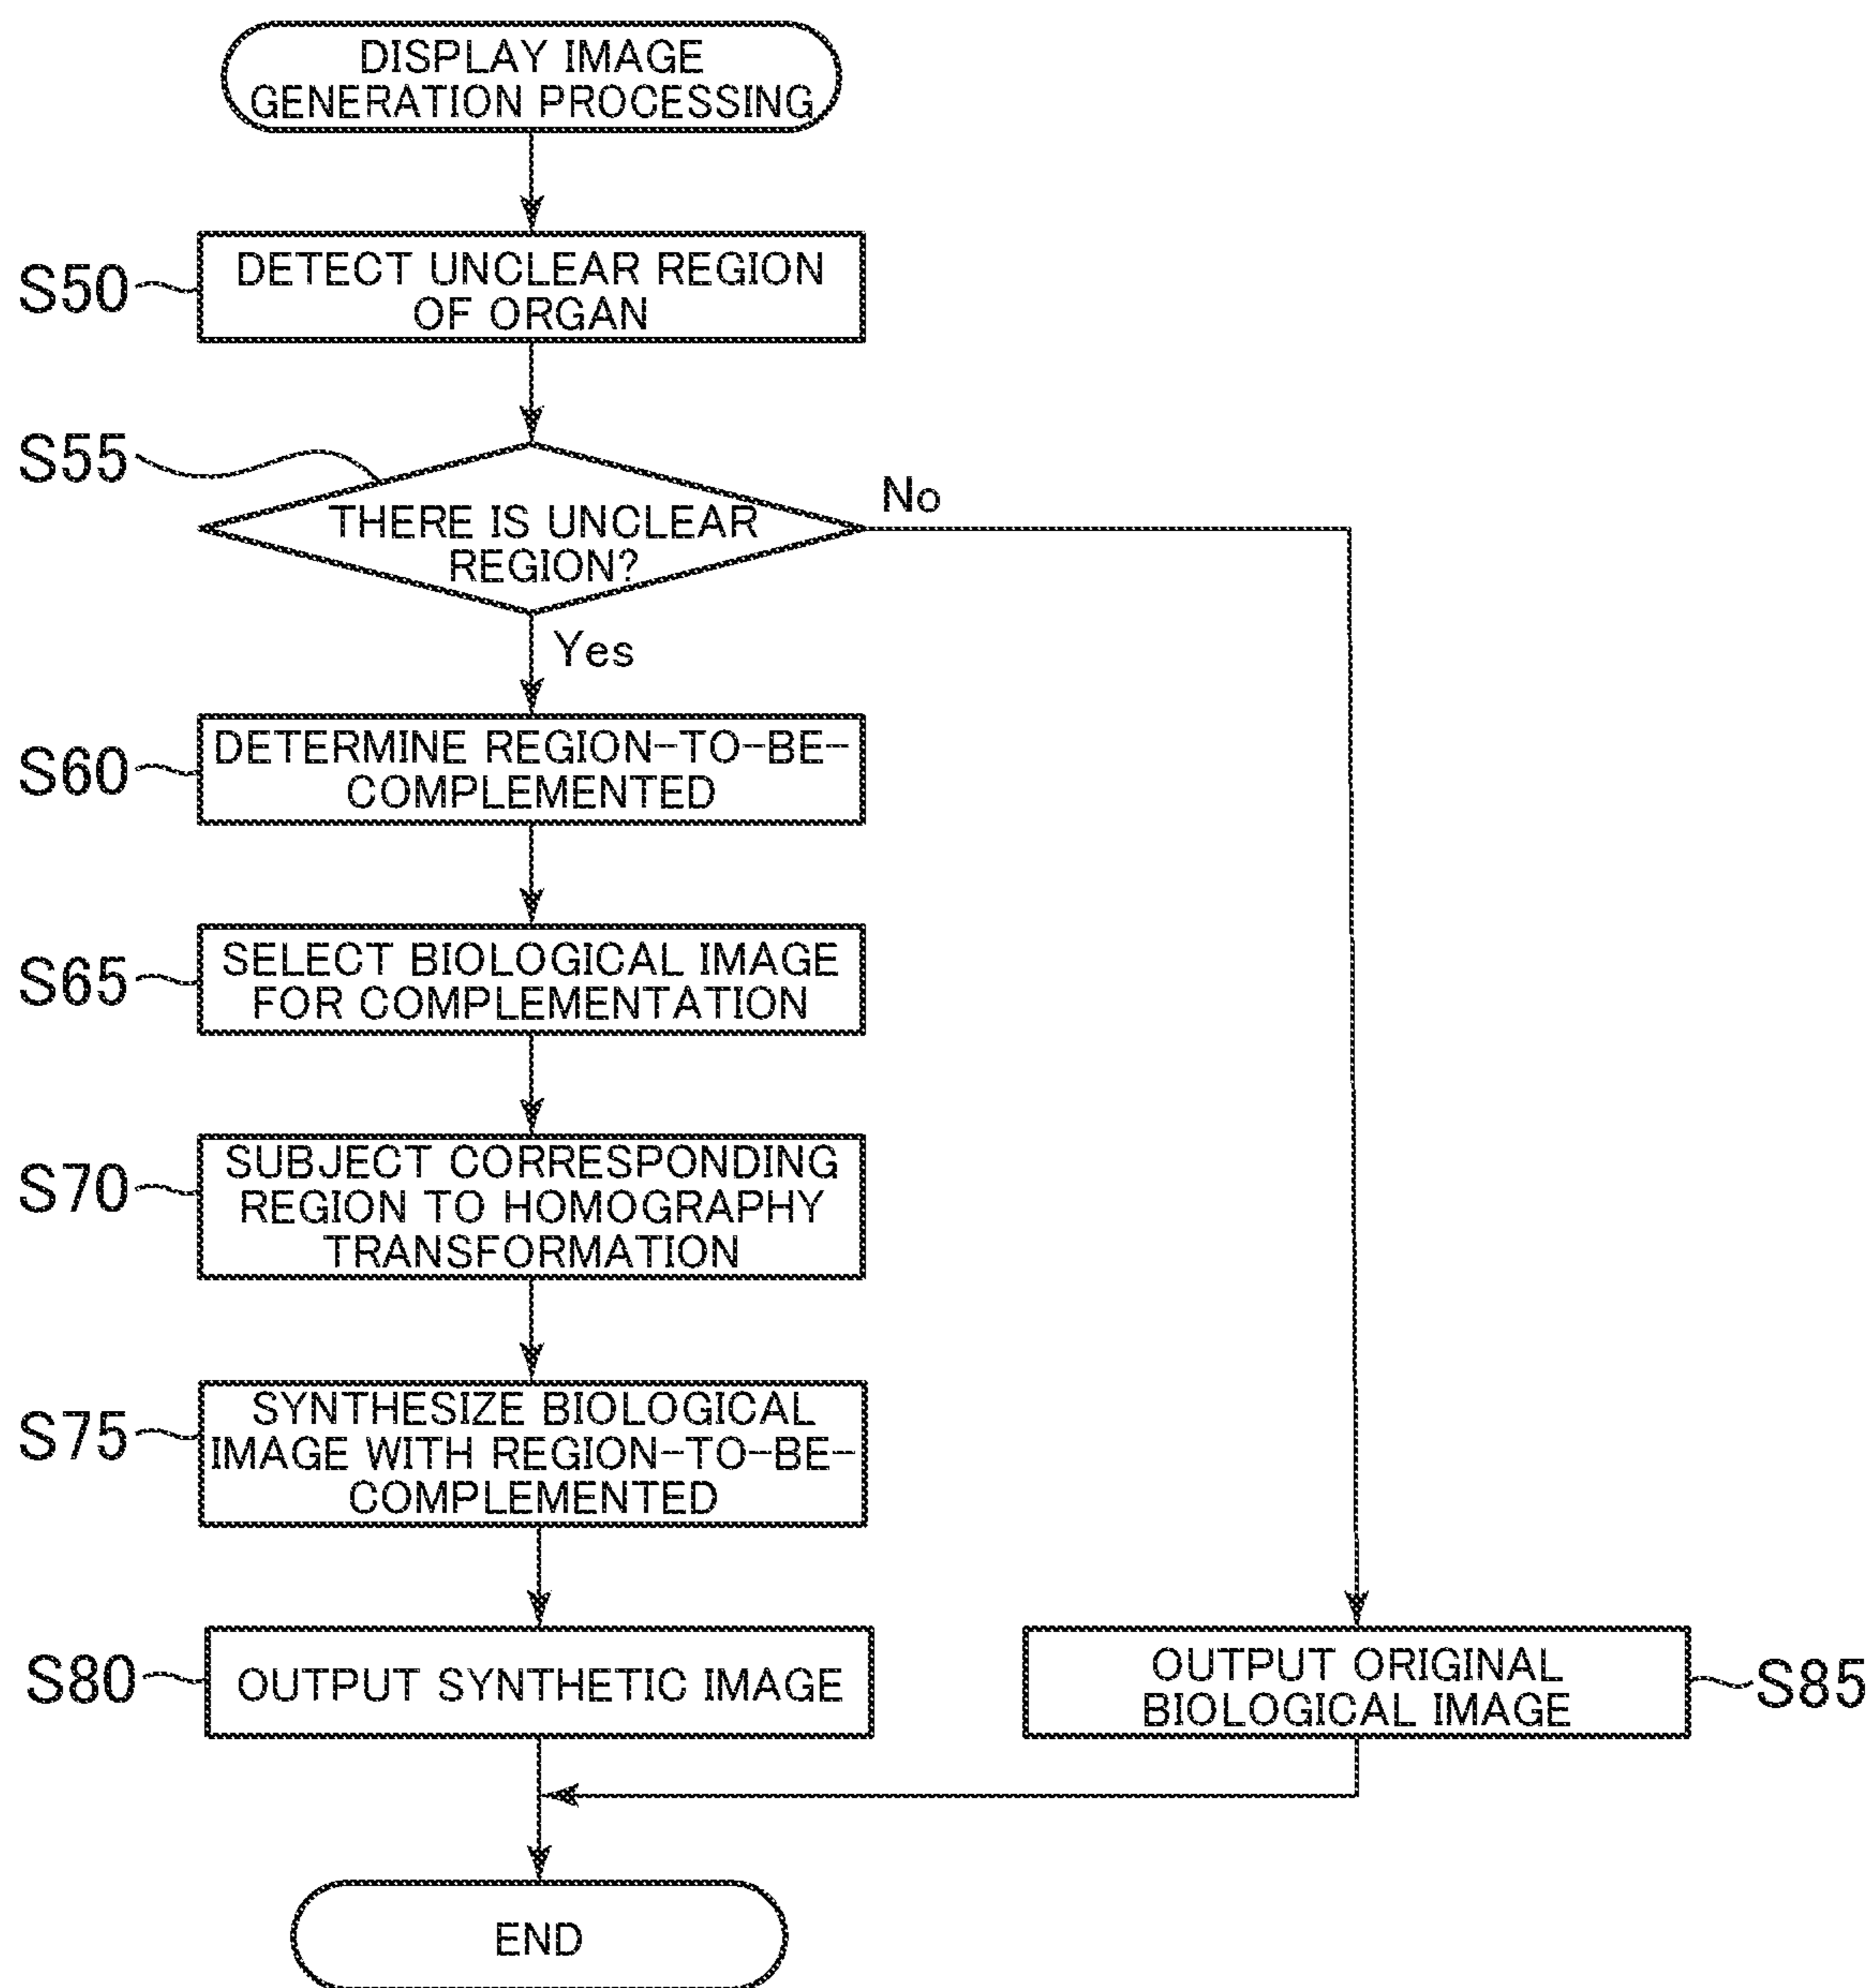 DISPLAY IMAGE
GENERATION PROCESSING
S50
DETECT UNCLEAR REGION
OF ORGAN
S55
THERE IS UNCLEAR
REGION?
No
Yes
S60
DETERMINE REGION-TO-BE-
COMPLEMENTED
S65
SELECT BIOLOGICAL IMAGE
FOR COMPLEMENTATION
S70
SUBJECT CORRESPONDING
REGION TO HOMOGRAPHY
TRANSFORMATION
S75
SYNTHESIZE BIOLOGICAL
IMAGE WITH REGION-TO-BE-
COMPLEMENTED
S80
OUTPUT SYNTHETIC IMAGE
OUTPUT ORIGINAL
BIOLOGICAL IMAGE
S85
END